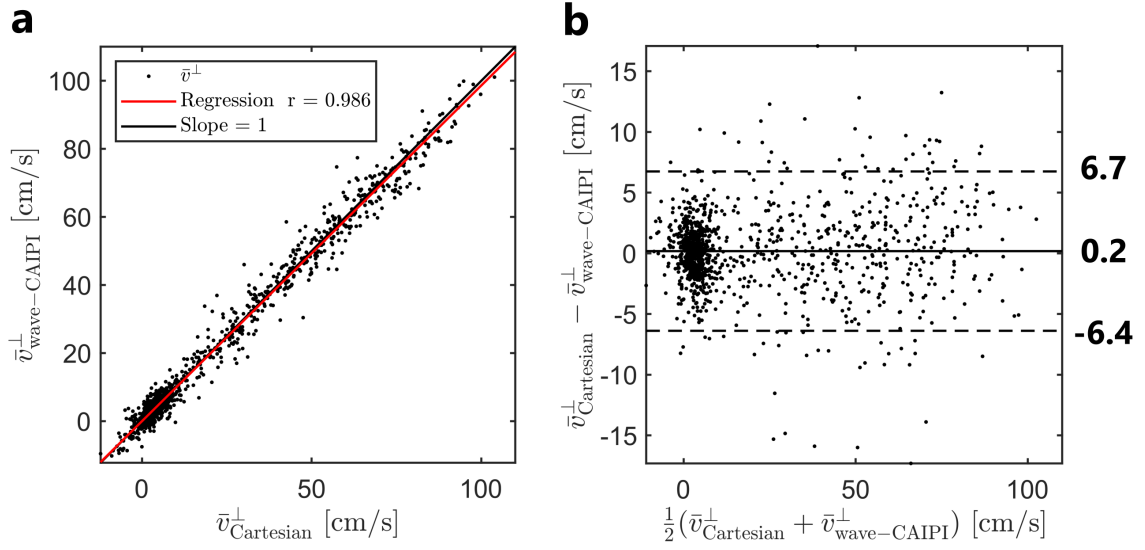 a
v̄⊥wave−CAIPI [cm/s]
100
80
60
40
20
0
v̄⊥
Regression r = 0.986
Slope = 1
0 50 100
v̄⊥Cartesian [cm/s]
b
v̄⊥Cartesian − v̄⊥wave−CAIPI [cm/s]
15
10
5
0
-5
-10
-15
6.7
0.2
-6.4
0 50 100
½(v̄⊥Cartesian + v̄⊥wave−CAIPI) [cm/s]